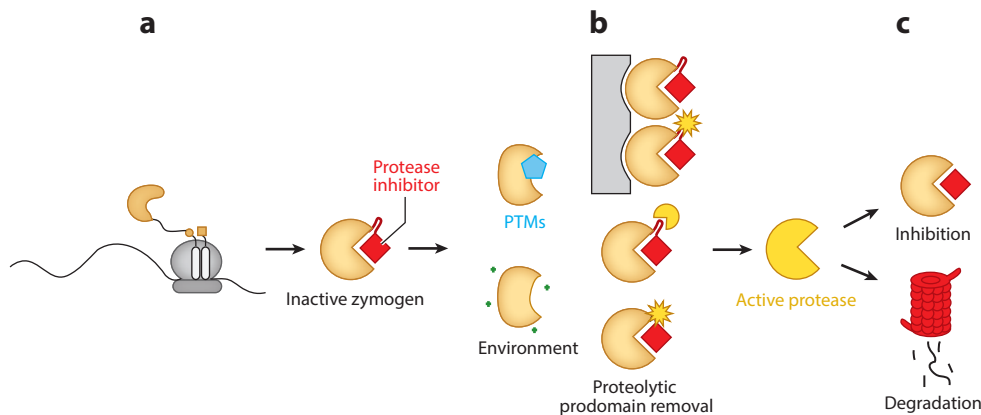 a
b
c
Protease
inhibitor
Inactive zymogen
PTMs
Environment
Proteolytic
prodomain removal
Active protease
Inhibition
Degradation